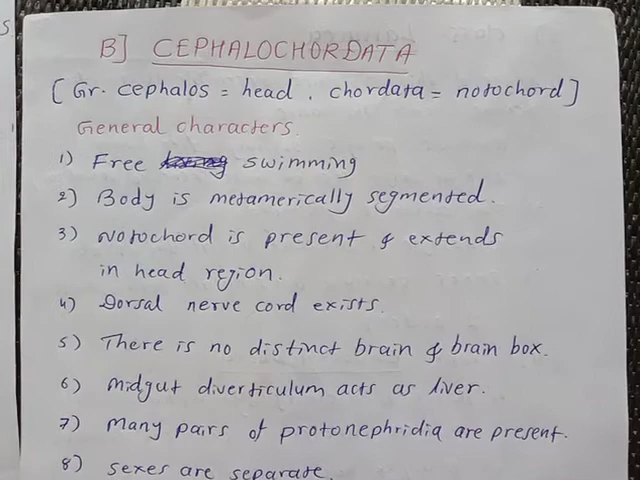 B] CEPHALOCHORDATA
[Gr. cephalos = head. chordata = notochord]
General characters.
1) Free swimming
2) Body is metamerically segmented.
3) Notochord is present & extends
in head region.
4) Dorsal nerve cord exists.
5) There is no distinct brain & brain box.
6) Midgut diverticulum acts as liver.
7) Many pairs of protonephridia are present.
8) Sexes are separate.